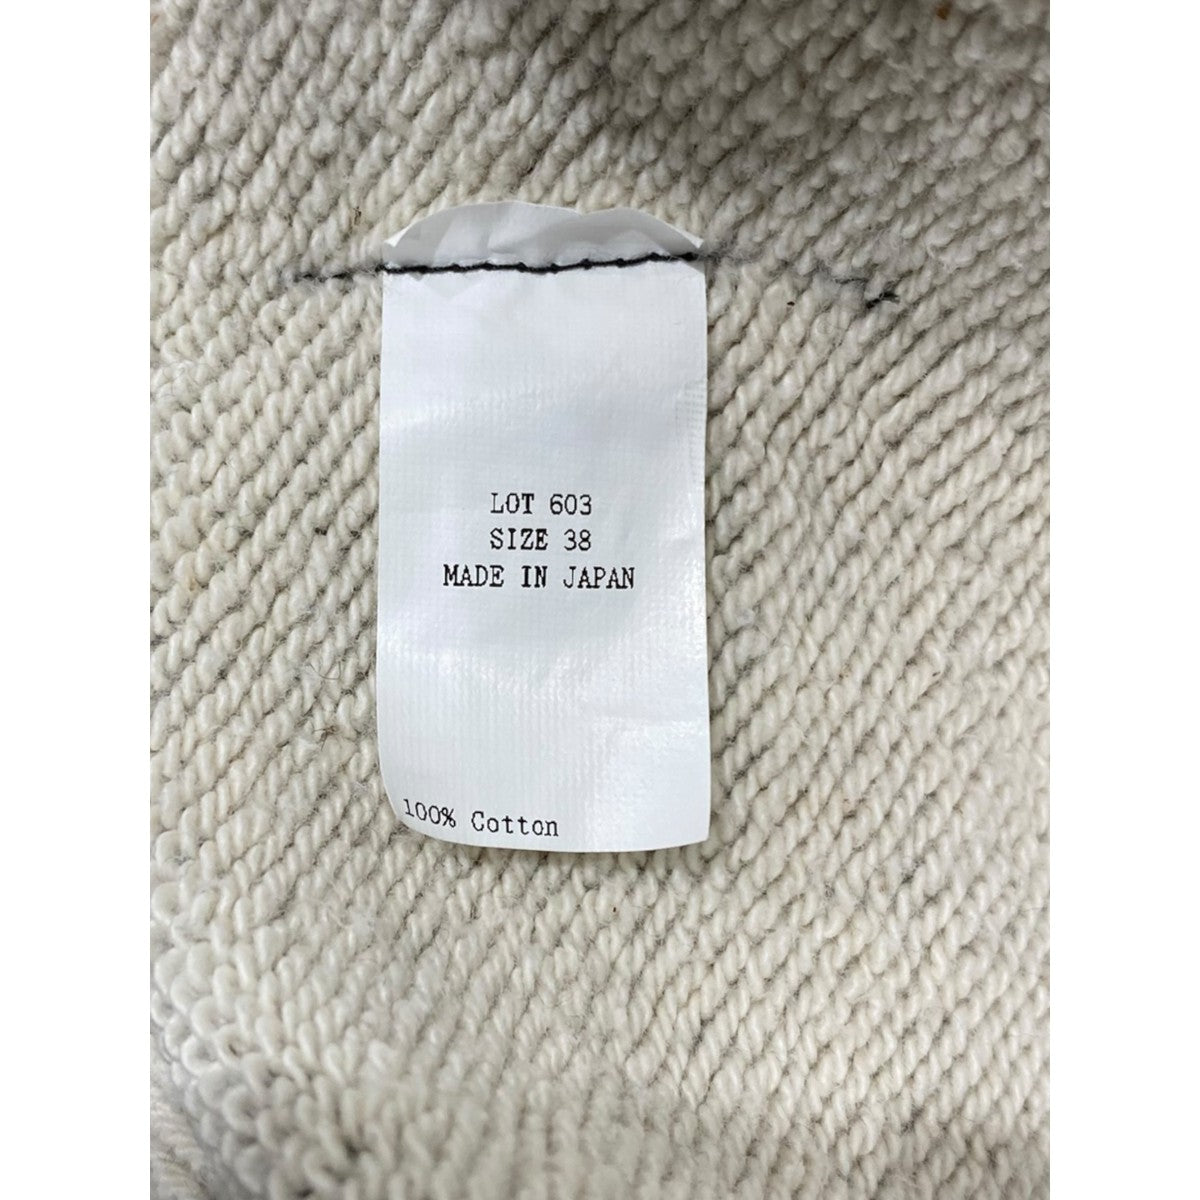 LOT 603
SIZE 38
MADE IN JAPAN
100% Cotton